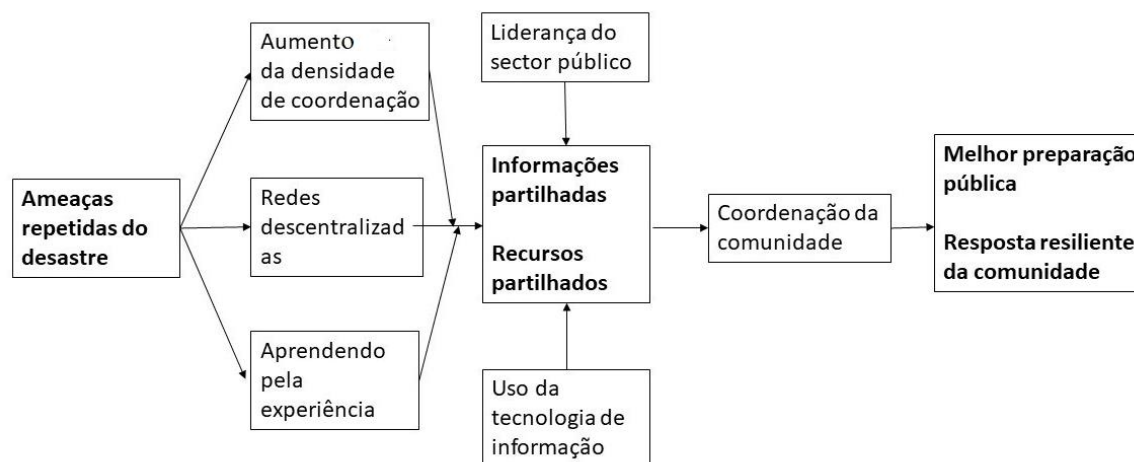 Aumento
da densidade
de coordenação
Liderança do
sector público
Ameaças
repetidas do
desastre
Redes
descentralizad
as
Informações
partilhadas
Recursos
partilhados
Coordenação da
comunidade
Melhor preparação
pública
Resposta resiliente
da comunidade
Aprendendo
pela
experiência
Uso da
tecnologia de
informação